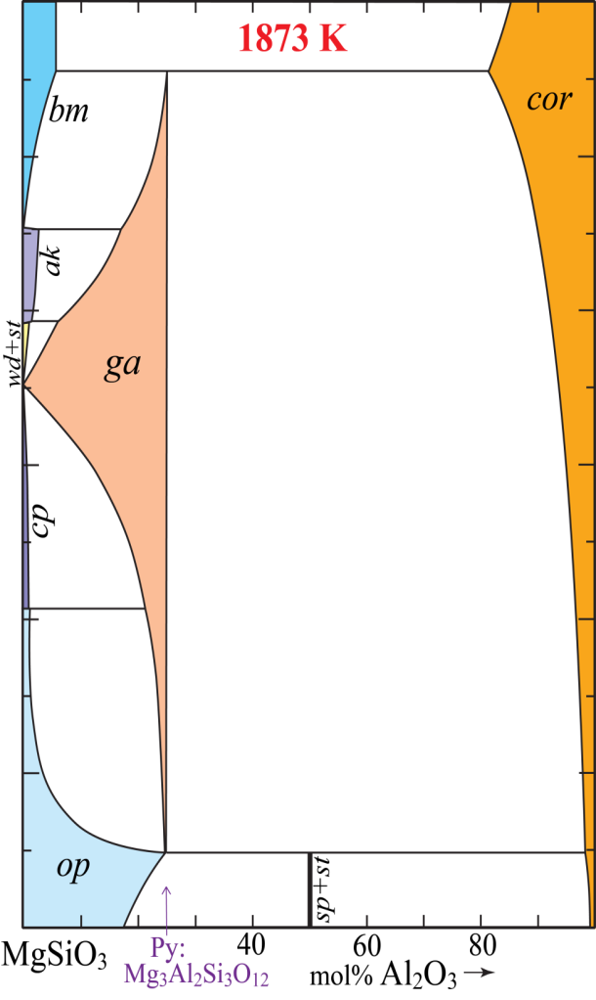 1873 K
bm
cor
ak
wd+st
ga
cp
op
sp+st
MgSiO₃
Py:
Mg₃Al₂Si₃O₁₂
40
60
80
mol% Al₂O₃ →